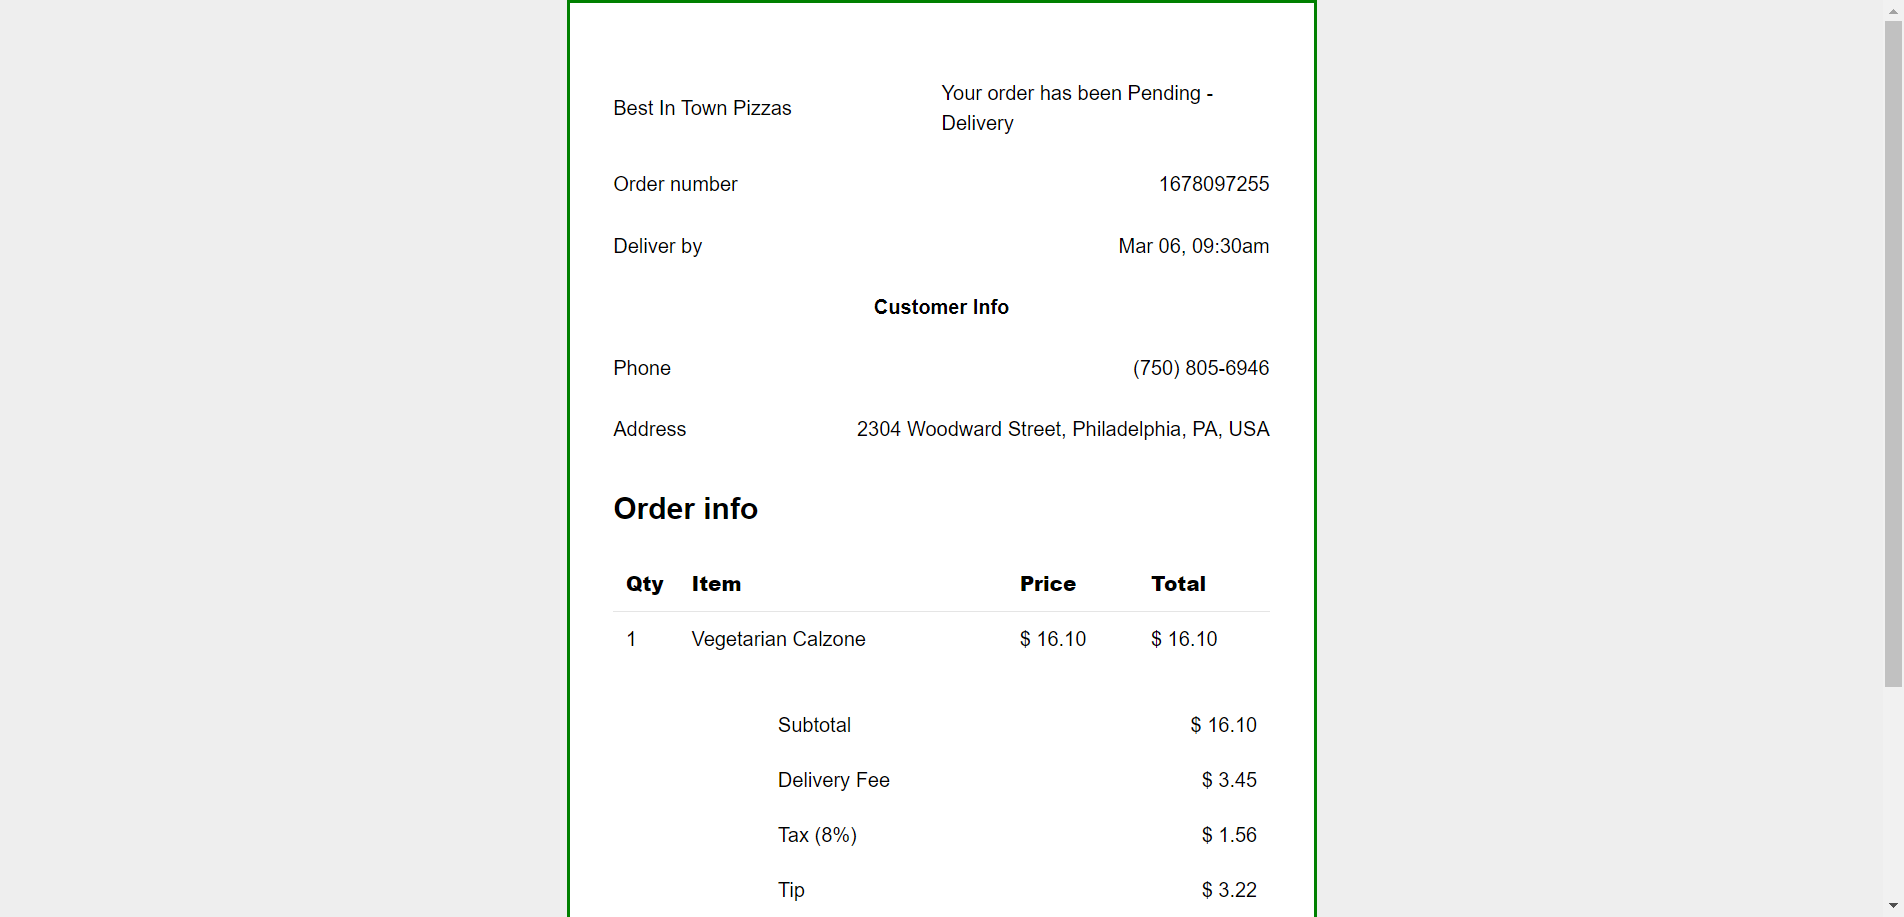 Best In Town Pizzas
Your order has been Pending -
Delivery
Order number 1678097255
Deliver by Mar 06, 09:30am
Customer Info
Phone (750) 805-6946
Address 2304 Woodward Street, Philadelphia, PA, USA
Order info
Qty Item Price Total
1 Vegetarian Calzone $ 16.10 $ 16.10
Subtotal $ 16.10
Delivery Fee $ 3.45
Tax (8%) $ 1.56
Tip $ 3.22